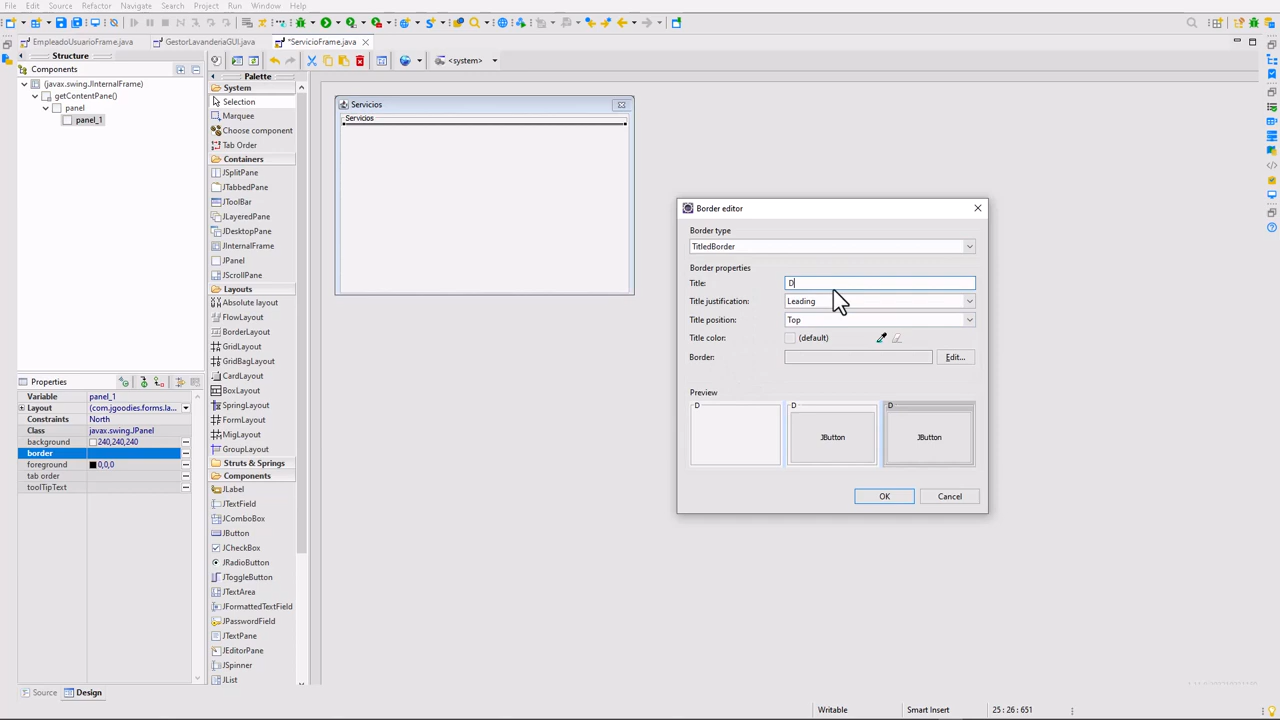 File Edit Source Refactor Navigate Search Project Run Window Help
EmpleadoUsuarioFrame.java GestorLavanderiaGUI.java *ServicioFrame.java
Structure
Components
(javax.swing.JInternalFrame)
getContentPane()
panel
panel_1
<system>
Palette
System
Selection
Marquee
Choose component
Tab Order
Containers
JSplitPane
JTabbedPane
JToolBar
JLayeredPane
JDesktopPane
JInternalFrame
JPanel
JScrollPane
Layouts
Absolute layout
FlowLayout
BorderLayout
GridLayout
GridBagLayout
CardLayout
BoxLayout
SpringLayout
FormLayout
MigLayout
GroupLayout
Struts & Springs
Components
JLabel
JTextField
JComboBox
JButton
JCheckBox
JRadioButton
JToggleButton
JTextArea
JFormattedTextField
JPasswordField
JTextPane
JEditorPane
JSpinner
JList
Servicios
Servicios
Properties
Variable panel_1
Layout (com.jgoodies.forms.la...
Constraints North
Class javax.swing.JPanel
background 240,240,240
border
foreground 0,0,0
tab order
toolTipText
Source Design
Border editor
Border type
TitledBorder
Border properties
Title: D
Title justification: Leading
Title position: Top
Title color: (default)
Border: Edit...
Preview
D D D
JButton JButton
OK Cancel
Writable Smart Insert 25 : 26 : 651